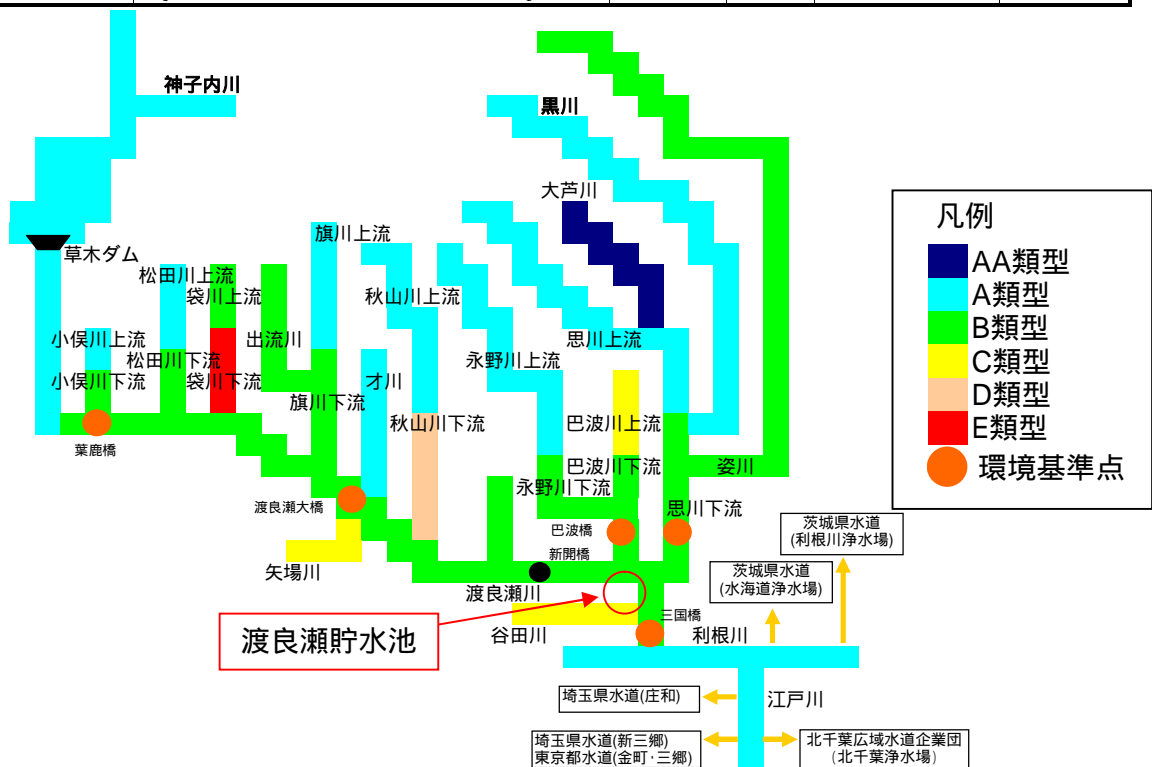 神子内川
黒川
大芦川
草木ダム
旗川上流
松田川上流
袋川上流
秋山川上流
小俣川上流
出流川
思川上流
松田川下流
永野川上流
小俣川下流
袋川下流
才川
旗川下流
秋山川下流
巴波川上流
葉鹿橋
巴波川下流
姿川
永野川下流
渡良瀬大橋
思川下流
巴波橋
新開橋
矢場川
渡良瀬川
三国橋
谷田川
利根川
渡良瀬貯水池
江戸川
凡例
AA類型
A類型
B類型
C類型
D類型
E類型
環境基準点
茨城県水道
(利根川浄水場)
茨城県水道
(水海道浄水場)
埼玉県水道(庄和)
埼玉県水道(新三郷)
東京都水道(金町･三郷)
北千葉広域水道企業団
(北千葉浄水場)